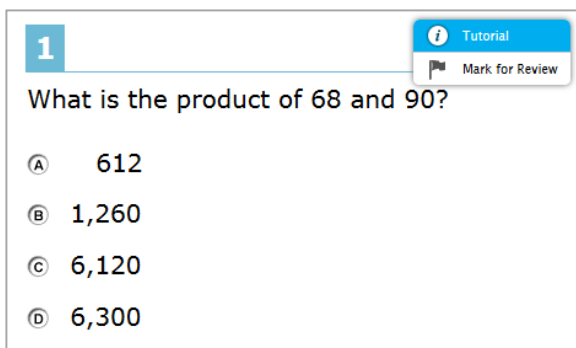 1
i Tutorial
Mark for Review
What is the product of 68 and 90?
A 612
B 1,260
C 6,120
D 6,300